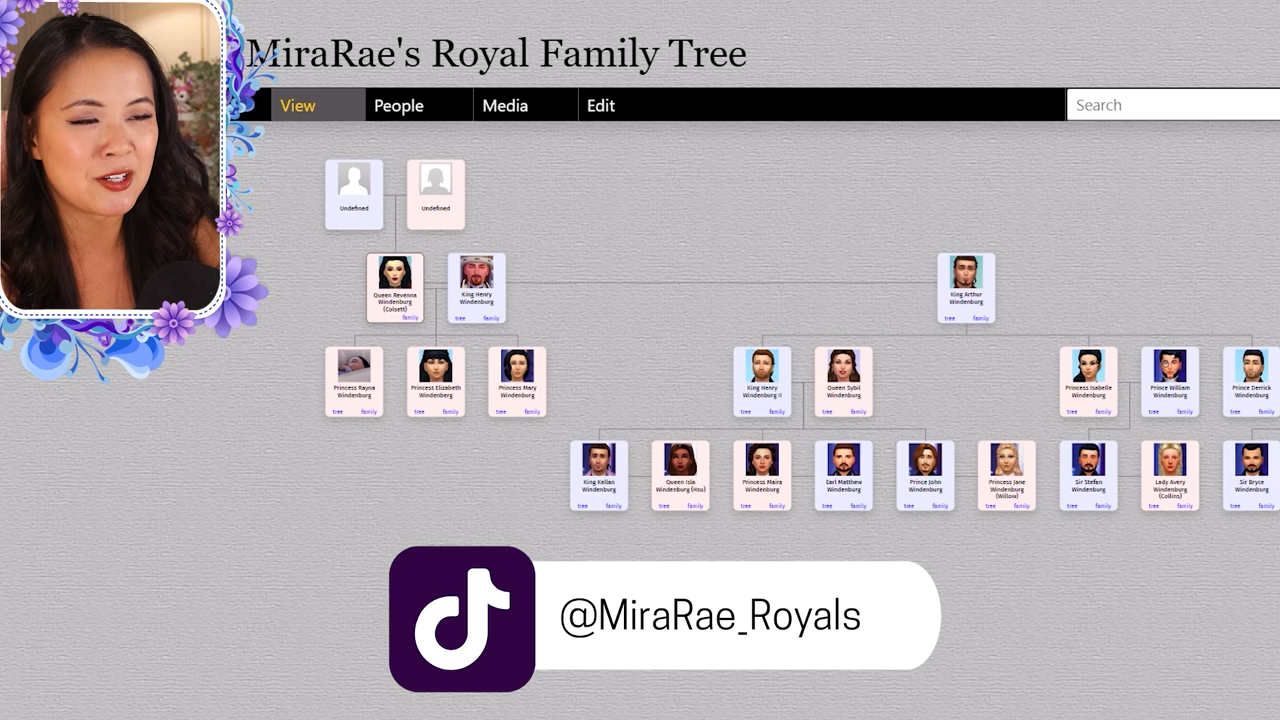 MiraRae's Royal Family Tree
View People Media Edit Search
Undefined Undefined
Queen Revenna
Windenburg
(Colsett)
family
King Henry
Windenburg
tree family
King Arthur
Windenburg
tree family
Princess Rayna
Windenberg
tree family
Princess Elizabeth
Windenberg
tree family
Princess Mary
Windenburg
tree family
King Henry
Windenburg II
tree family
Queen Sybil
Windenburg
tree family
Princess Isabelle
Windenburg
tree family
Prince William
Windenburg
tree family
Prince Derrick
Windenburg
tree family
King Kellan
Windenburg
tree family
Queen Isla
Windenburg (Hsu)
tree family
Princess Maira
Windenburg
tree family
Earl Matthew
Windenburg
tree family
Prince John
Windenburg
tree family
Princess Jane
Windenburg
(Willow)
tree family
Sir Stefan
Windenburg
tree family
Lady Avery
Windenburg
(Collins)
tree family
Sir Bryce
Windenburg
tree family
@MiraRae_Royals